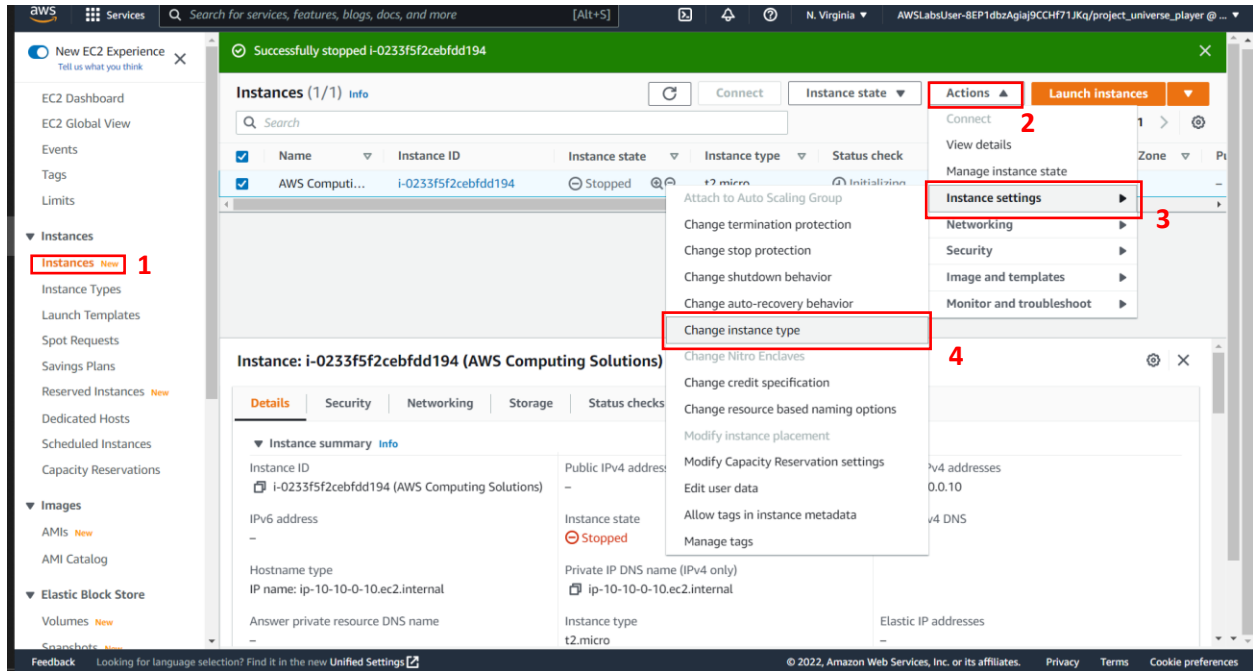 aws
Services
Search for services, features, blogs, docs, and more
[Alt+S]
N. Virginia
AWSLabsUser-8EP1dbzAgiaj9CCHf71JKq/project_universe_player @ ...
New EC2 Experience
Tell us what you think
EC2 Dashboard
EC2 Global View
Events
Tags
Limits
Instances
Instances New
1
Instance Types
Launch Templates
Spot Requests
Savings Plans
Reserved Instances New
Dedicated Hosts
Scheduled Instances
Capacity Reservations
Images
AMIs New
AMI Catalog
Elastic Block Store
Volumes New
Snapshots New
Successfully stopped i-0233f5f2cebfdd194
Instances (1/1) Info
Connect
Instance state
Actions
Launch instances
2
Search
1
Name
Instance ID
Instance state
Instance type
Status check
Zone
AWS Computi...
i-0233f5f2cebfdd194
Stopped
t2.micro
Initializing
–
Connect
View details
Manage instance state
Instance settings
3
Networking
Security
Image and templates
Monitor and troubleshoot
Attach to Auto Scaling Group
Change termination protection
Change stop protection
Change shutdown behavior
Change auto-recovery behavior
Change instance type
4
Change Nitro Enclaves
Change credit specification
Change resource based naming options
Modify instance placement
Modify Capacity Reservation settings
Edit user data
Allow tags in instance metadata
Manage tags
Instance: i-0233f5f2cebfdd194 (AWS Computing Solutions)
Details
Security
Networking
Storage
Status checks
Instance summary Info
Instance ID
i-0233f5f2cebfdd194 (AWS Computing Solutions)
Public IPv4 address
–
Pv4 addresses
0.0.10
IPv6 address
–
Instance state
Stopped
v4 DNS
Hostname type
IP name: ip-10-10-0-10.ec2.internal
Private IP DNS name (IPv4 only)
ip-10-10-0-10.ec2.internal
Answer private resource DNS name
–
Instance type
t2.micro
Elastic IP addresses
–
Feedback
Looking for language selection? Find it in the new Unified Settings
© 2022, Amazon Web Services, Inc. or its affiliates.
Privacy
Terms
Cookie preferences